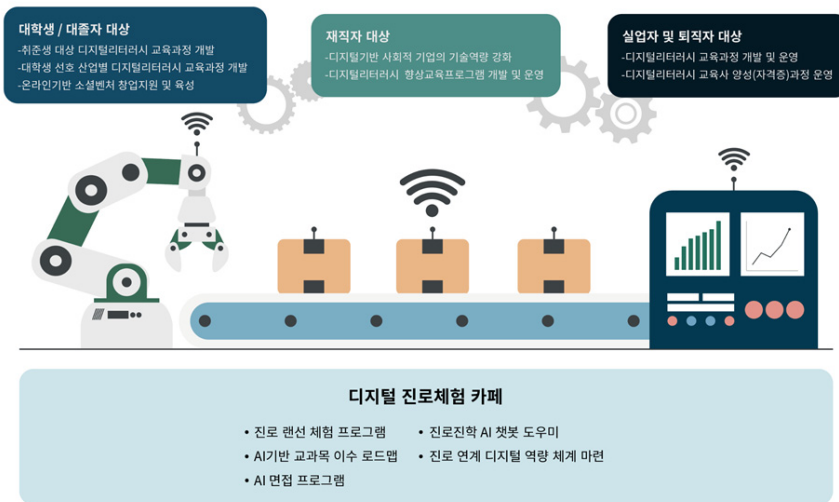 대학생 / 대졸자 대상
-취준생 대상 디지털리터러시 교육과정 개발
-대학생 선호 산업별 디지털리터러시 교육과정 개발
-온라인기반 소셜벤처 창업지원 및 육성
재직자 대상
-디지털기반 사회적 기업의 기술역량 강화
-디지털리터러시 향상교육프로그램 개발 및 운영
실업자 및 퇴직자 대상
-디지털리터러시 교육과정 개발 및 운영
-디지털리터러시 교육사 양성(자격증)과정 운영
디지털 진로체험 카페
• 진로 랜선 체험 프로그램
• AI기반 교과목 이수 로드맵
• AI 면접 프로그램
• 진로진학 AI 챗봇 도우미
• 진로 연계 디지털 역량 체계 마련